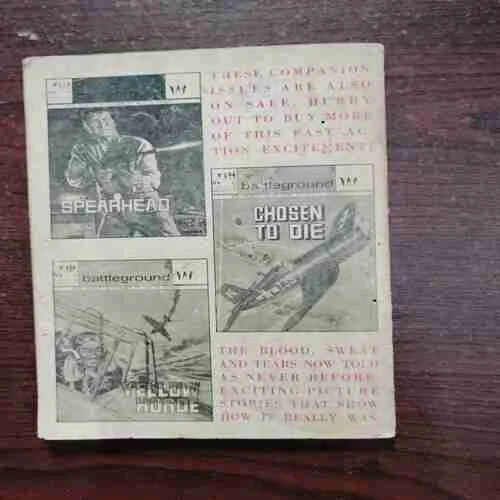 THESE COMPANION
ISSUES ARE ALSO
ON SALE, HURRY
OUT TO BUY MORE
OF THIS FAST AC-
TION EXCITEMENT!
SPEARHEAD
battleground
CHOSEN
TO DIE
battleground
YELLOW
HORDE
THE BLOOD, SWEAT
AND TEARS NOW TOLD
AS NEVER BEFORE
EXCITING PICTURE
STORIES THAT SHOW
HOW IT REALLY WAS